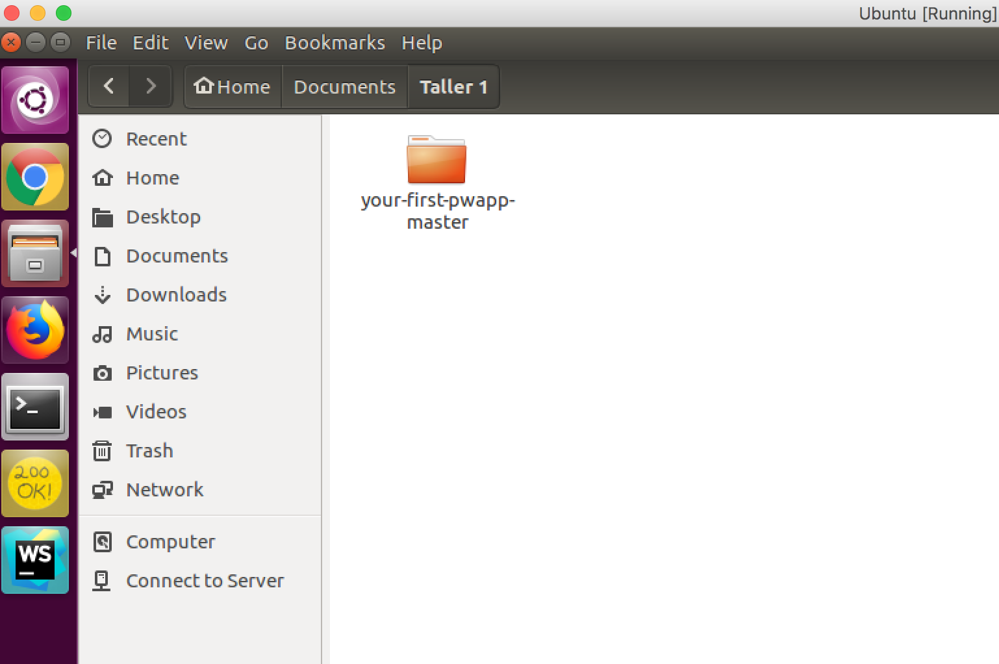 Ubuntu [Running]
File Edit View Go Bookmarks Help
Home Documents Taller 1
Recent
Home
Desktop
Documents
Downloads
Music
Pictures
Videos
Trash
Network
Computer
Connect to Server
your-first-pwapp-
master
>_
200
OK!
WS